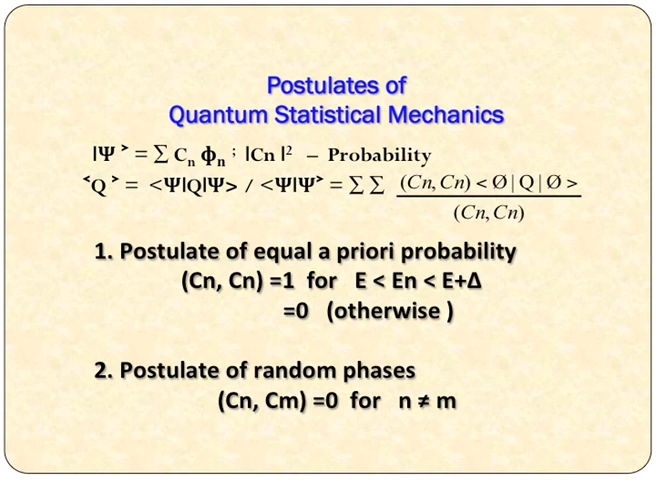 Postulates of
Quantum Statistical Mechanics
|Ψ > = ∑ Cn ɸn ; |Cn |² – Probability
<Q > = <Ψ|Q|Ψ> / <Ψ|Ψ> = ∑ ∑ (Cn, Cn) < Ø | Q | Ø >
(Cn, Cn)
1. Postulate of equal a priori probability
(Cn, Cn) =1 for E < En < E+Δ
=0 (otherwise )
2. Postulate of random phases
(Cn, Cm) =0 for n ≠ m